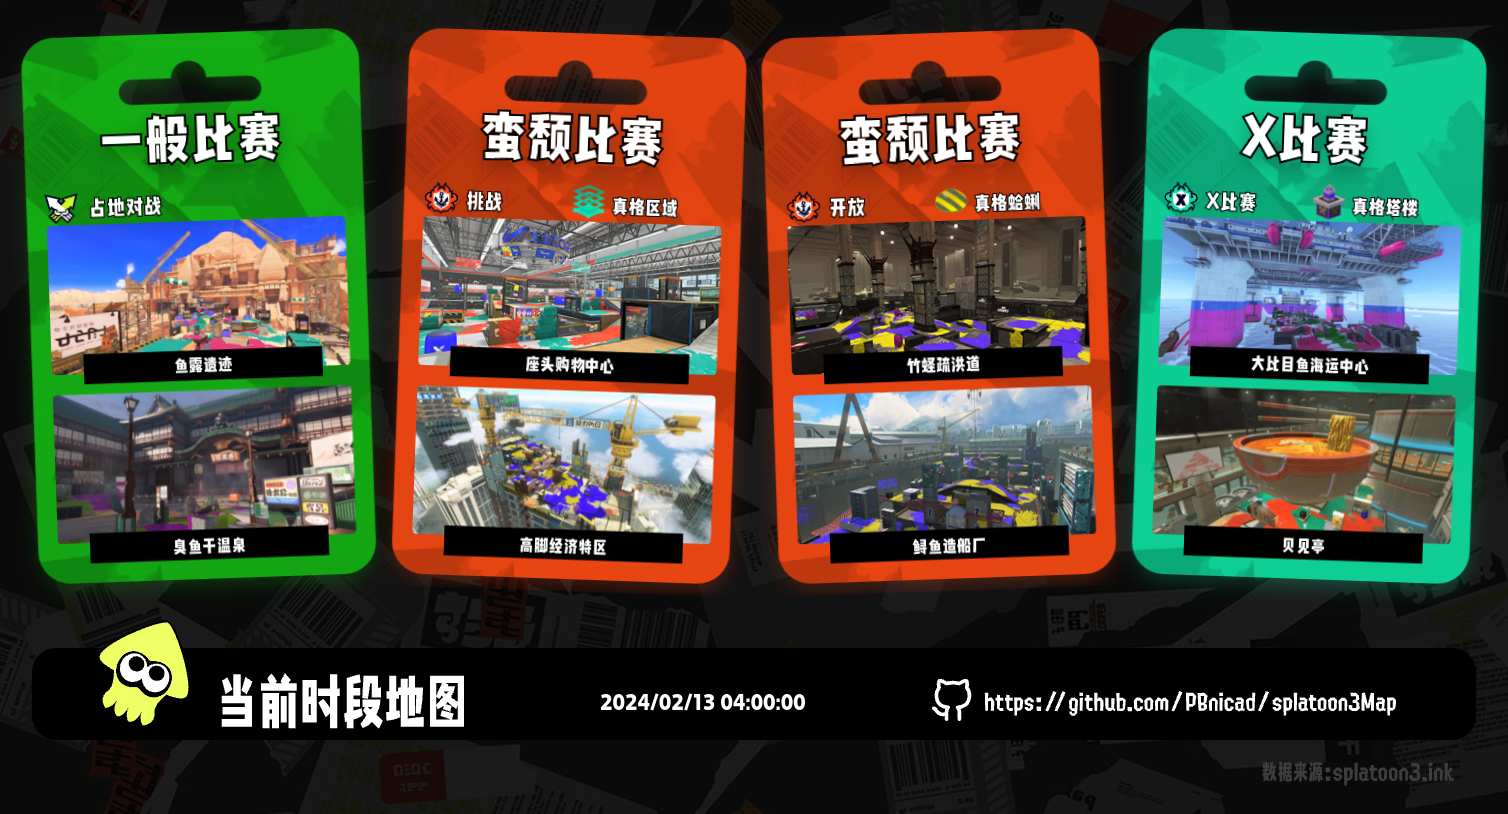 一般比赛
占地对战
鱼露遗迹
臭鱼干温泉
蛮颓比赛
挑战
真格区域
座头购物中心
高脚经济特区
蛮颓比赛
开放
真格蛤蜊
竹蛏疏洪道
鲟鱼造船厂
X比赛
X比赛
真格塔楼
大比目鱼海运中心
贝见亭
当前时段地图
2024/02/13 04:00:00
https://github.com/PBnicad/splatoon3Map
数据来源:splatoon3.ink